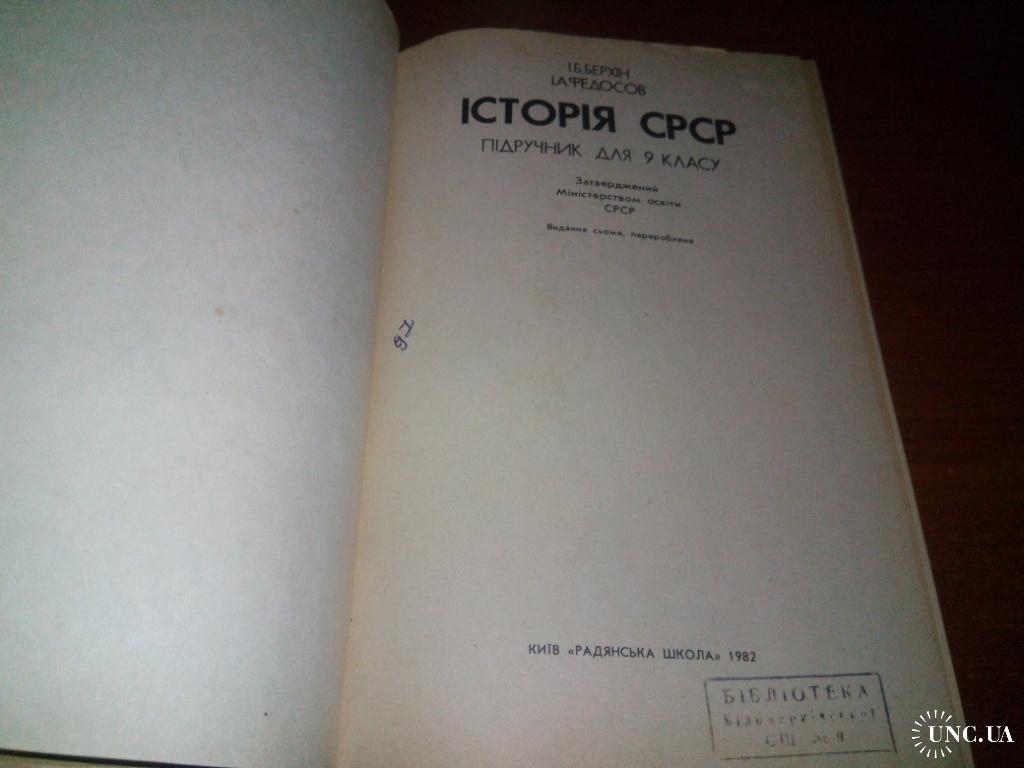 І.Б.БЕРХІН
І.А.ФЕДОСОВ
ІСТОРІЯ СРСР
ПІДРУЧНИК ДЛЯ 9 КЛАСУ
Затверджений
Міністерством освіти
СРСР
Видання сьоме, перероблене
КИЇВ «РАДЯНСЬКА ШКОЛА» 1982
БІБЛІОТЕКА
СШ №
UNC.UA